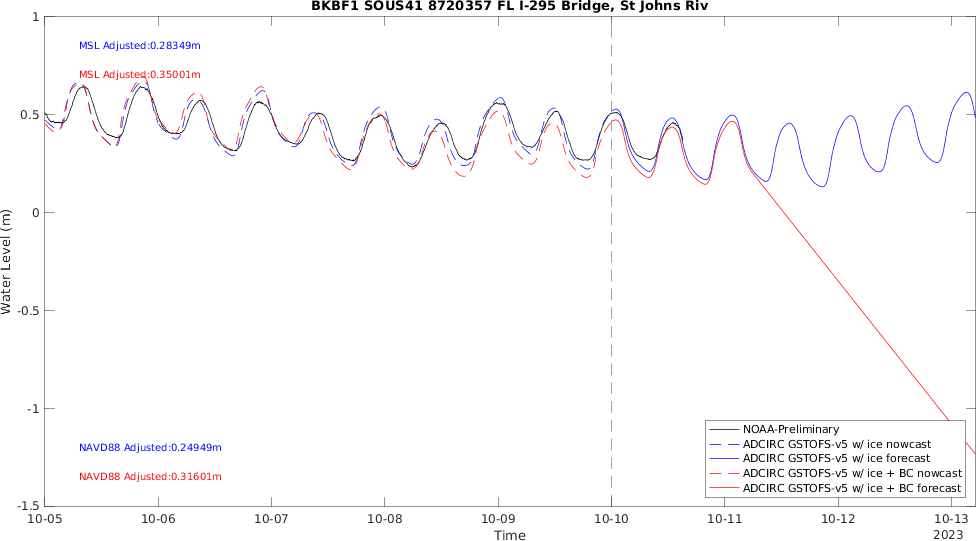 BKBF1 SOUS41 8720357 FL I-295 Bridge, St Johns Riv
1
MSL Adjusted:0.28349m
MSL Adjusted:0.35001m
0.5
0
Water Level (m)
-0.5
-1
NOAA-Preliminary
NAVD88 Adjusted:0.24949m
ADCIRC GSTOFS-v5 w/ ice nowcast
ADCIRC GSTOFS-v5 w/ ice forecast
NAVD88 Adjusted:0.31601m
ADCIRC GSTOFS-v5 w/ ice + BC nowcast
ADCIRC GSTOFS-v5 w/ ice + BC forecast
-1.5
10-05 10-06 10-07 10-08 10-09 10-10 10-11 10-12 10-13
Time
2023